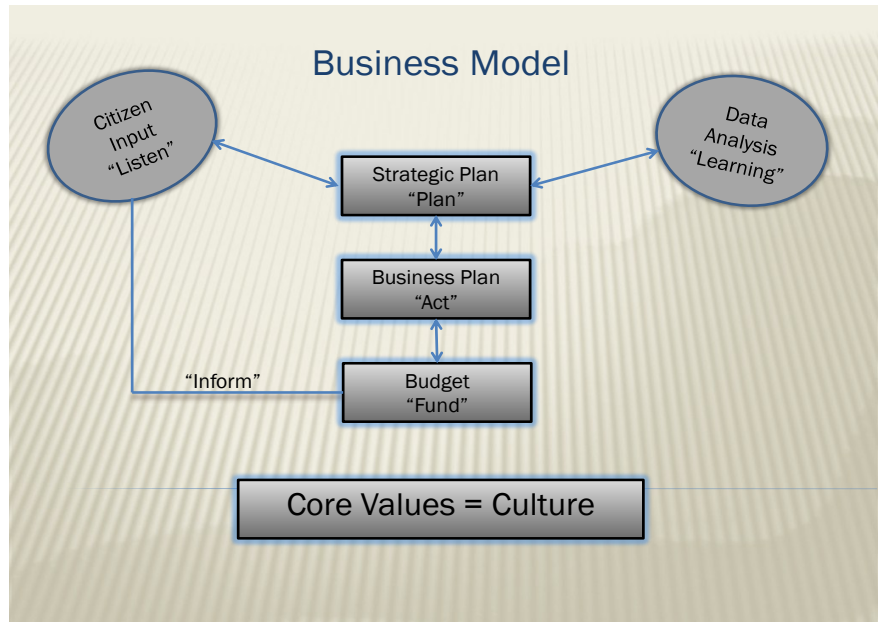 Business Model
Citizen
Input
“Listen”
Data
Analysis
“Learning”
Strategic Plan
“Plan”
Business Plan
“Act”
“Inform”
Budget
“Fund”
Core Values = Culture